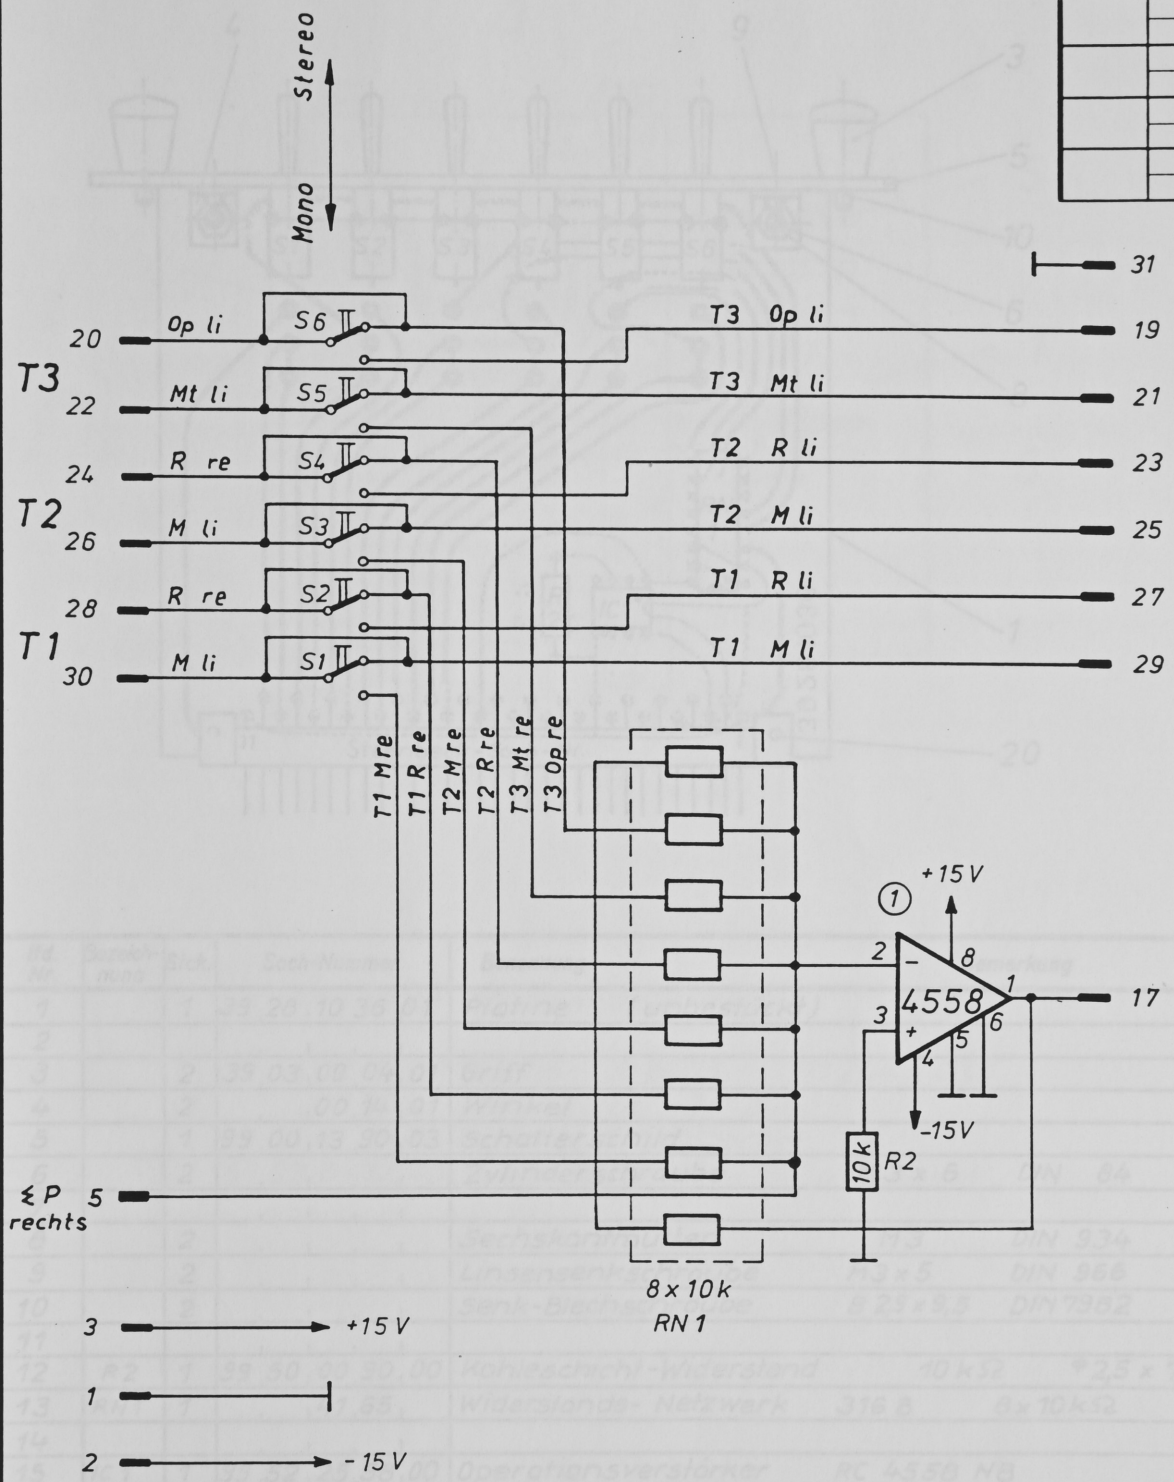 Stereo
Mono
31
20 Op li S6 T3 Op li 19
T3
22 Mt li S5 T3 Mt li 21
24 R re S4 T2 R li 23
T2
26 M li S3 T2 M li 25
28 R re S2 T1 R li 27
T1
30 M li S1 T1 M li 29
T1 M re
T1 R re
T2 M re
T2 R re
T3 Mt re
T3 Op re
1
+15V
2 - 8
4558 1 17
3 + 5 6
4
-15V
10k R2
Σ P 5
rechts
8 x 10k
RN 1
3 +15V
1
2 -15V